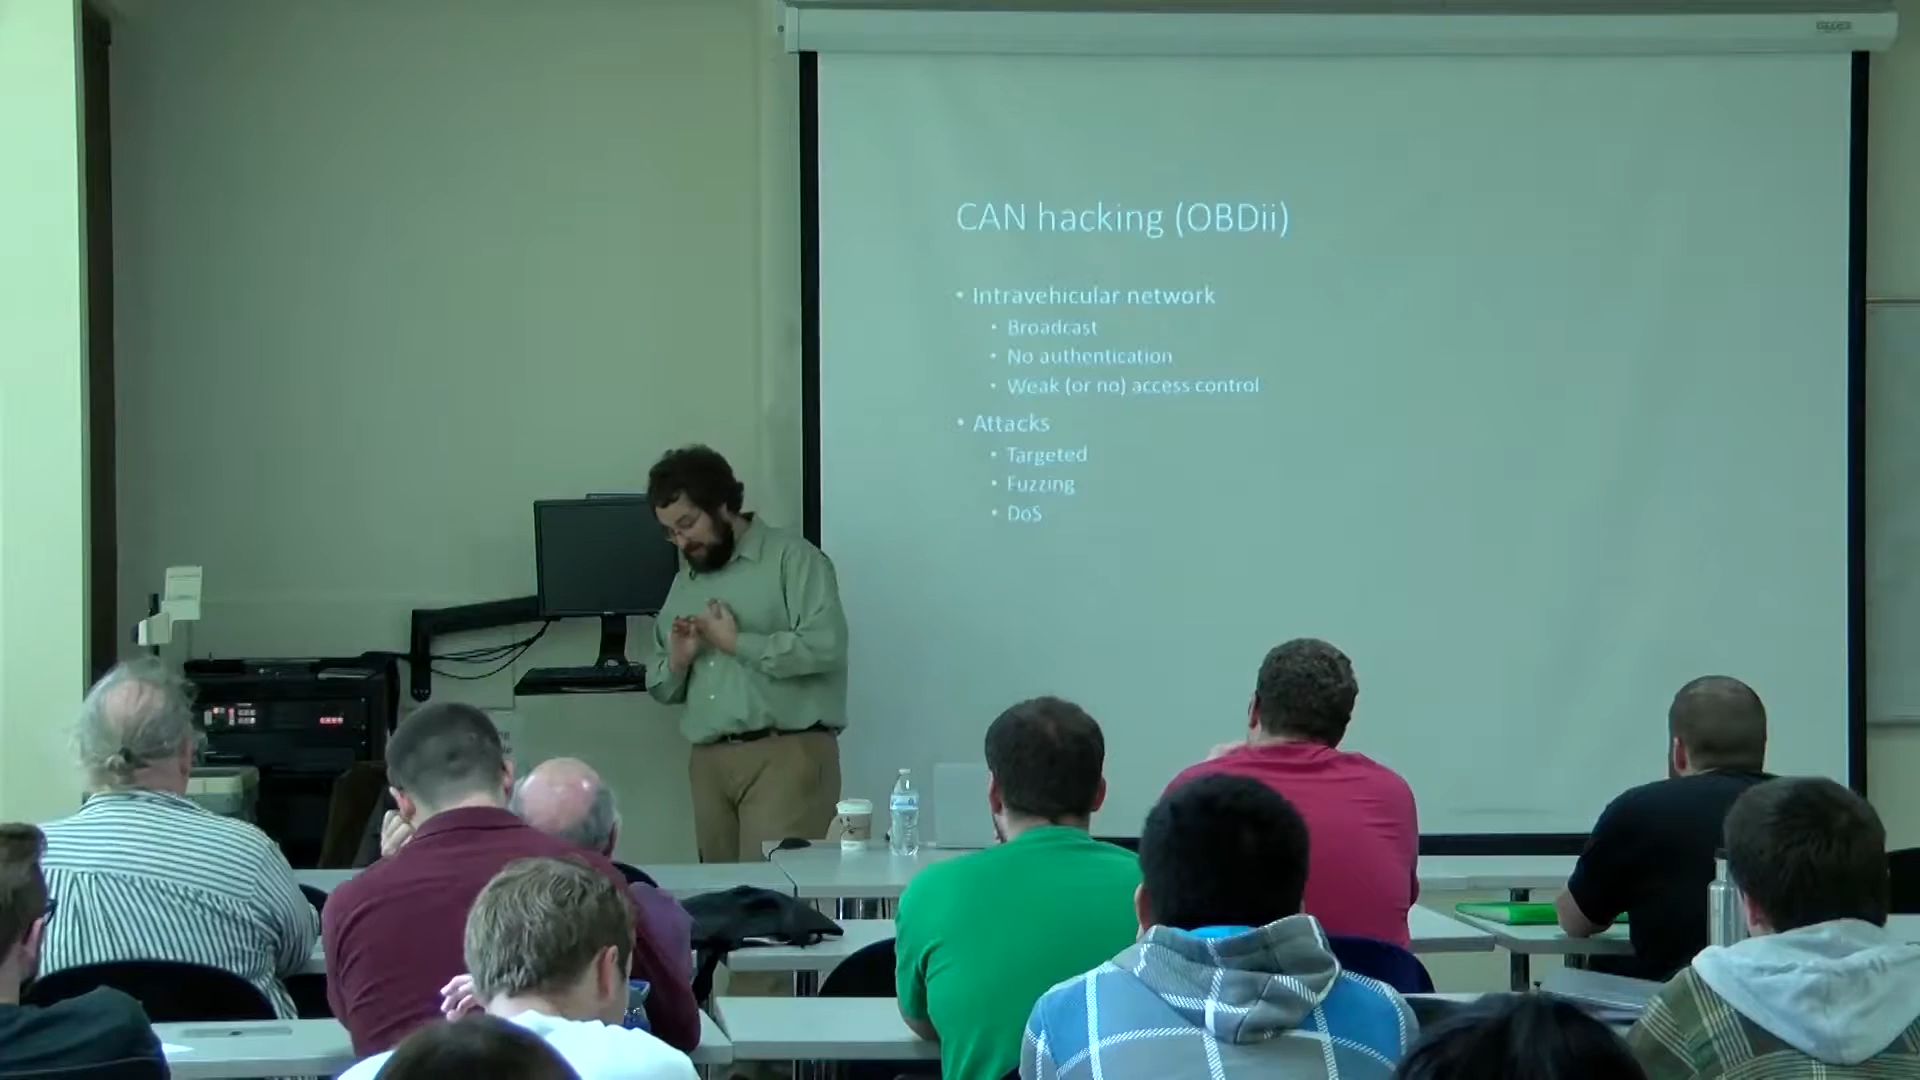 CAN hacking (OBDii)
• Intravehicular network
• Broadcast
• No authentication
• Weak (or no) access control
• Attacks
• Targeted
• Fuzzing
• DoS